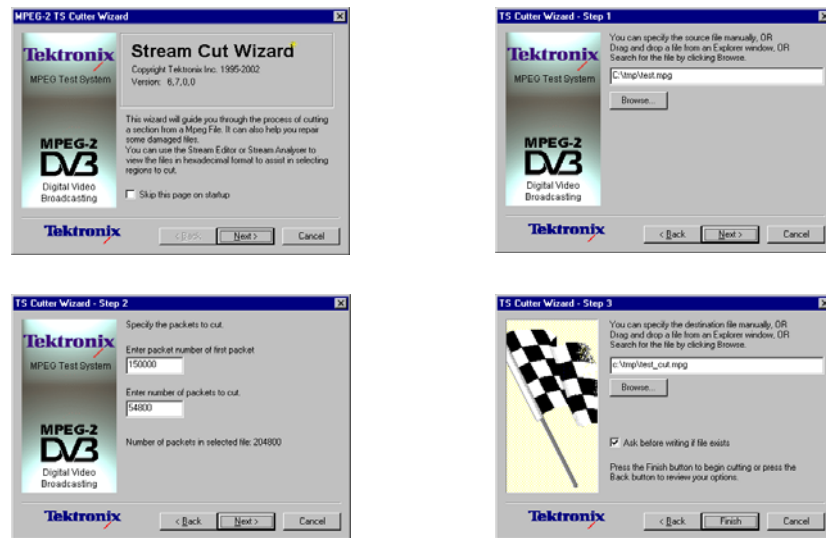 MPEG-2 TS Cutter Wizard
Tektronix
MPEG Test System
MPEG-2
DVB
Digital Video
Broadcasting
Stream Cut Wizard
Copyright Tektronix Inc. 1995-2002
Version: 6,7,0,0
This wizard will guide you through the process of cutting
a section from a Mpeg File. It can also help you repair
some damaged files.
You can use the Stream Editor or Stream Analyser to
view the files in hexadecimal format to assist in selecting
regions to cut.
Skip this page on startup
Tektronix
< Back
Next >
Cancel
TS Cutter Wizard - Step 1
Tektronix
MPEG Test System
MPEG-2
DVB
Digital Video
Broadcasting
You can specify the source file manually, OR
Drag and drop a file from an Explorer window, OR
Search for the file by clicking Browse.
C:\tmp\test.mpg
Browse...
Tektronix
< Back
Next >
Cancel
TS Cutter Wizard - Step 2
Tektronix
MPEG Test System
MPEG-2
DVB
Digital Video
Broadcasting
Specify the packets to cut.
Enter packet number of first packet
150000
Enter number of packets to cut.
54800
Number of packets in selected file: 204800
Tektronix
< Back
Next >
Cancel
TS Cutter Wizard - Step 3
You can specify the destination file manually, OR
Drag and drop a file from an Explorer window, OR
Search for the file by clicking Browse.
c:\tmp\test_cut.mpg
Browse...
Ask before writing if file exists
Press the Finish button to begin cutting or press the
Back button to review your options.
Tektronix
< Back
Finish
Cancel